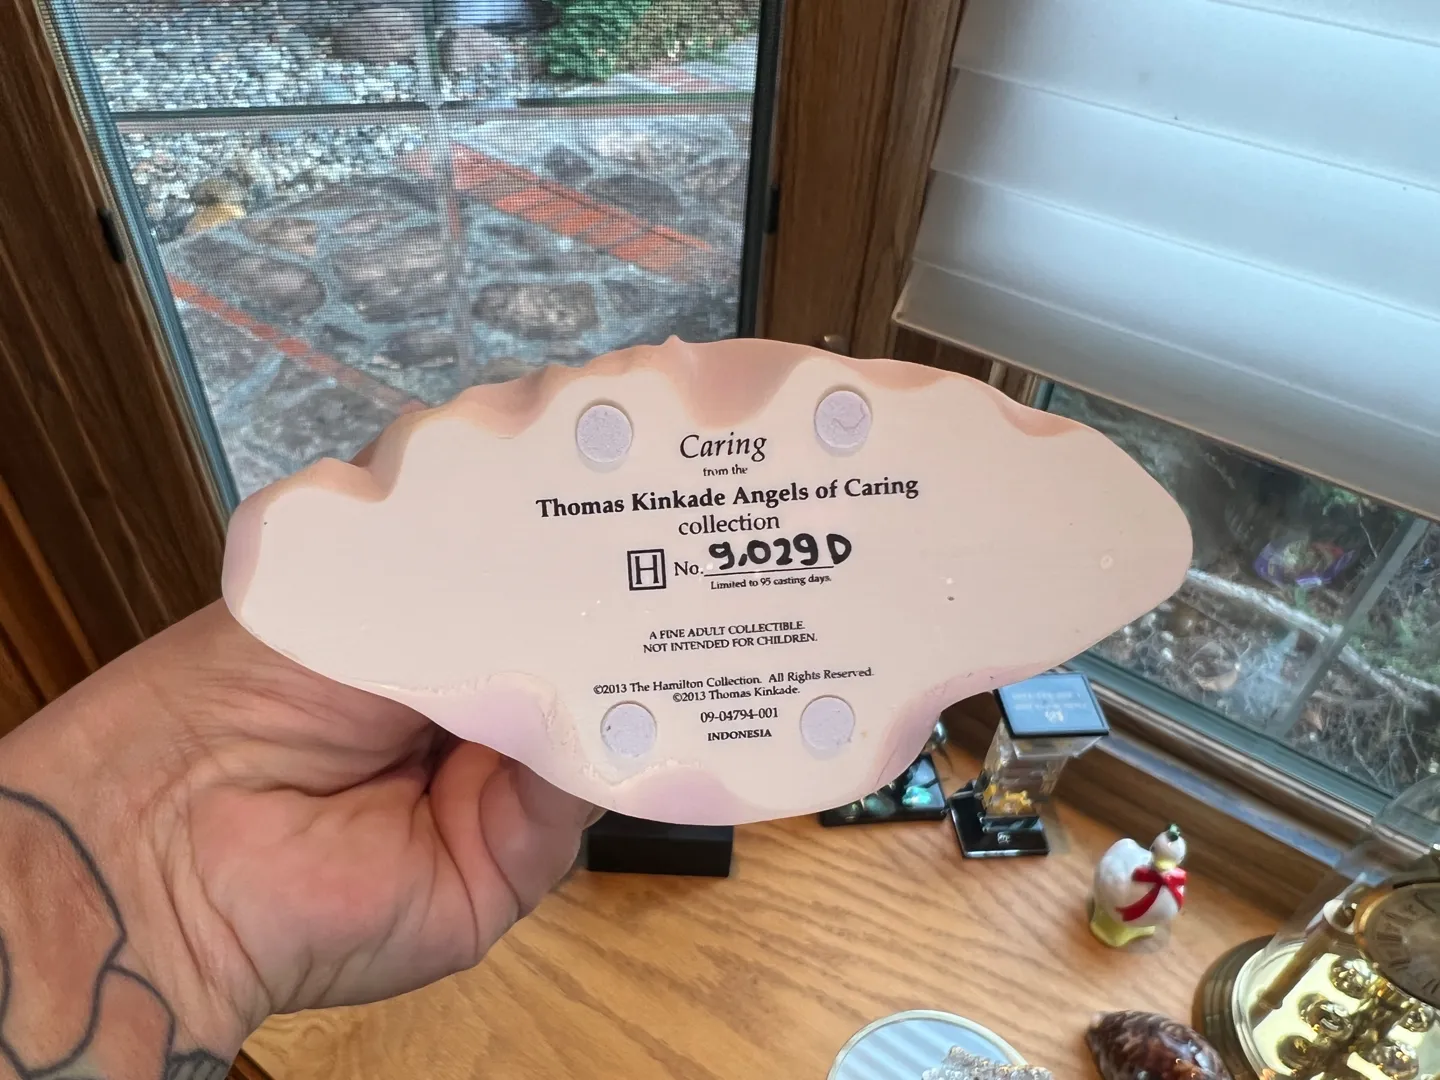 Caring
from the
Thomas Kinkade Angels of Caring
collection
H No. 9,029 D
Limited to 95 casting days.
A FINE ADULT COLLECTIBLE.
NOT INTENDED FOR CHILDREN.
©2013 The Hamilton Collection. All Rights Reserved.
©2013 Thomas Kinkade.
09-04794-001
INDONESIA